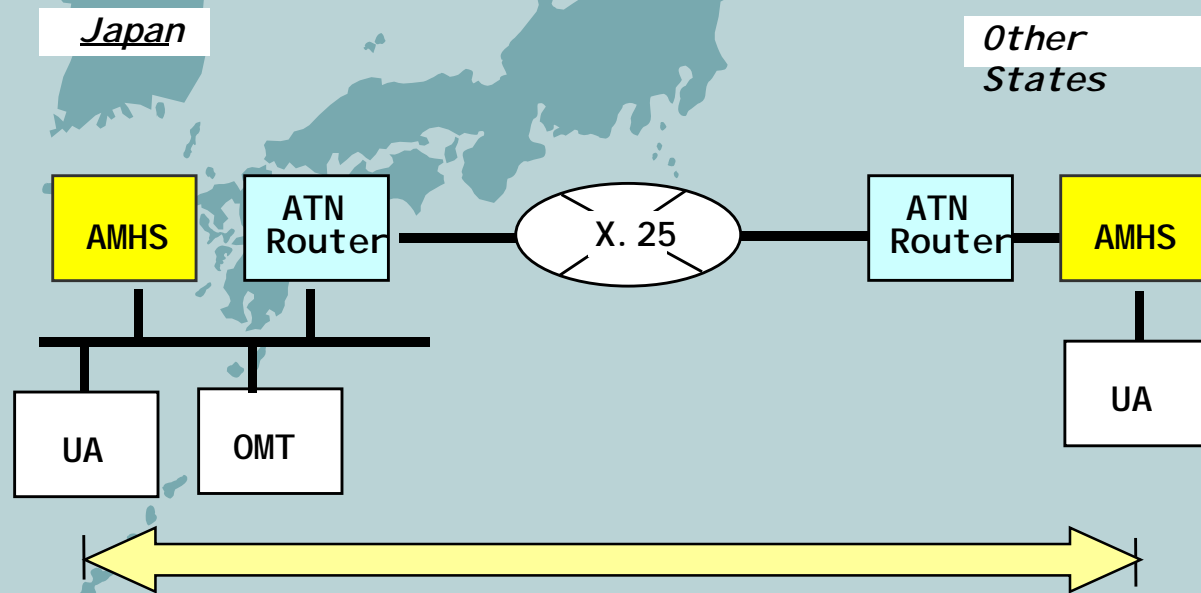 Japan
Other
States
AMHS
ATN
Router
X.25
ATN
Router
AMHS
UA
OMT
UA